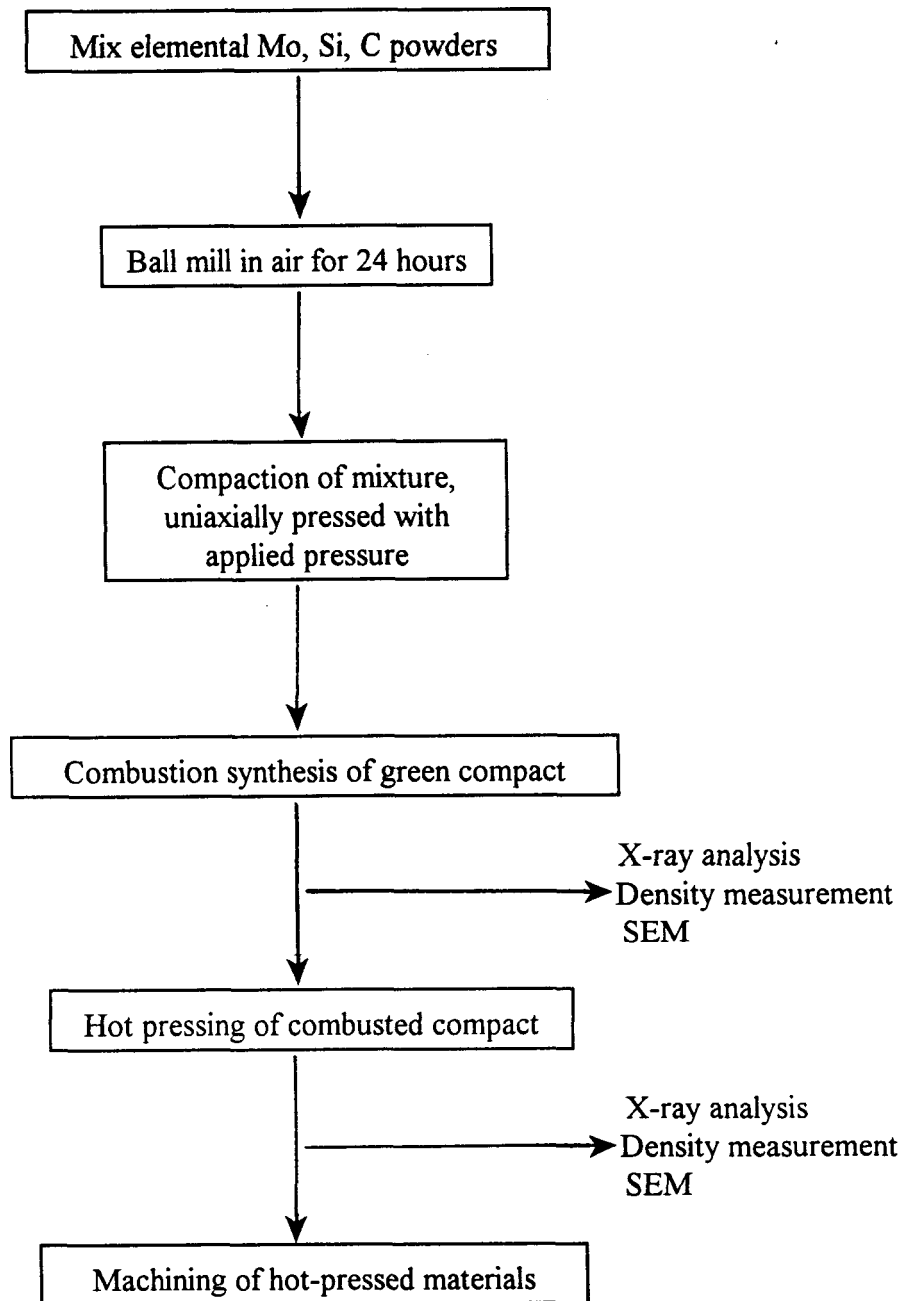 Mix elemental Mo, Si, C powders
Ball mill in air for 24 hours
Compaction of mixture,
uniaxially pressed with
applied pressure
Combustion synthesis of green compact
X-ray analysis
Density measurement
SEM
Hot pressing of combusted compact
X-ray analysis
Density measurement
SEM
Machining of hot-pressed materials